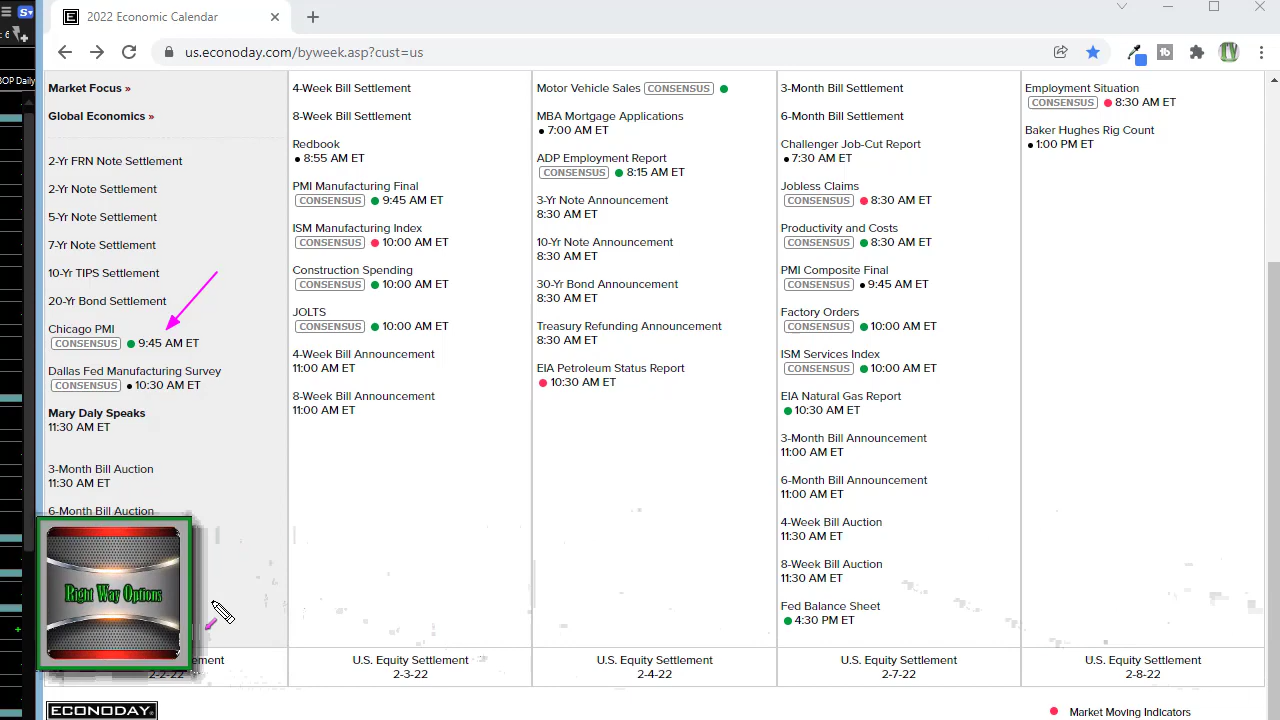 S
2022 Economic Calendar
: 6
us.econoday.com/byweek.asp?cust=us
tb
TV
BOP Daily
Market Focus »
Global Economics »
2-Yr FRN Note Settlement
2-Yr Note Settlement
5-Yr Note Settlement
7-Yr Note Settlement
10-Yr TIPS Settlement
20-Yr Bond Settlement
Chicago PMI
CONSENSUS 9:45 AM ET
Dallas Fed Manufacturing Survey
CONSENSUS 10:30 AM ET
Mary Daly Speaks
11:30 AM ET
3-Month Bill Auction
11:30 AM ET
6-Month Bill Auction
Right Way Options
4-Week Bill Settlement
8-Week Bill Settlement
Redbook
8:55 AM ET
PMI Manufacturing Final
CONSENSUS 9:45 AM ET
ISM Manufacturing Index
CONSENSUS 10:00 AM ET
Construction Spending
CONSENSUS 10:00 AM ET
JOLTS
CONSENSUS 10:00 AM ET
4-Week Bill Announcement
11:00 AM ET
8-Week Bill Announcement
11:00 AM ET
Motor Vehicle Sales CONSENSUS
MBA Mortgage Applications
7:00 AM ET
ADP Employment Report
CONSENSUS 8:15 AM ET
3-Yr Note Announcement
8:30 AM ET
10-Yr Note Announcement
8:30 AM ET
30-Yr Bond Announcement
8:30 AM ET
Treasury Refunding Announcement
8:30 AM ET
EIA Petroleum Status Report
10:30 AM ET
3-Month Bill Settlement
6-Month Bill Settlement
Challenger Job-Cut Report
7:30 AM ET
Jobless Claims
CONSENSUS 8:30 AM ET
Productivity and Costs
CONSENSUS 8:30 AM ET
PMI Composite Final
CONSENSUS 9:45 AM ET
Factory Orders
CONSENSUS 10:00 AM ET
ISM Services Index
CONSENSUS 10:00 AM ET
EIA Natural Gas Report
10:30 AM ET
3-Month Bill Announcement
11:00 AM ET
6-Month Bill Announcement
11:00 AM ET
4-Week Bill Auction
11:30 AM ET
8-Week Bill Auction
11:30 AM ET
Fed Balance Sheet
4:30 PM ET
Employment Situation
CONSENSUS 8:30 AM ET
Baker Hughes Rig Count
1:00 PM ET
2-2-22
U.S. Equity Settlement
2-3-22
U.S. Equity Settlement
2-4-22
U.S. Equity Settlement
2-7-22
U.S. Equity Settlement
2-8-22
ECONODAY
Market Moving Indicators